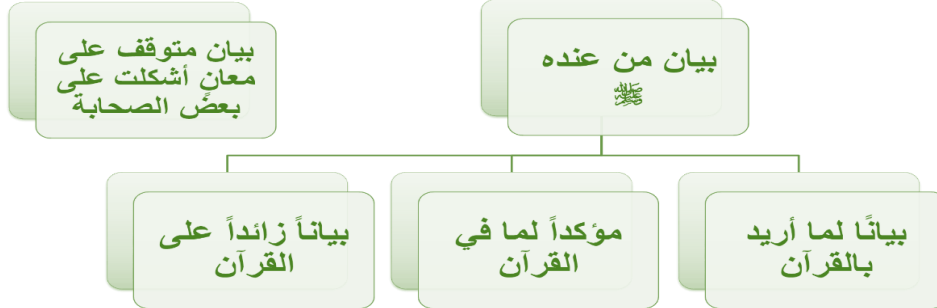 بيان من عنده
ﷺ
بيان متوقف على
معانٍ أشكلت على
بعض الصحابة
بيانًا لما أريد
بالقرآن
مؤكداً لما في
القرآن
بياناً زائداً على
القرآن